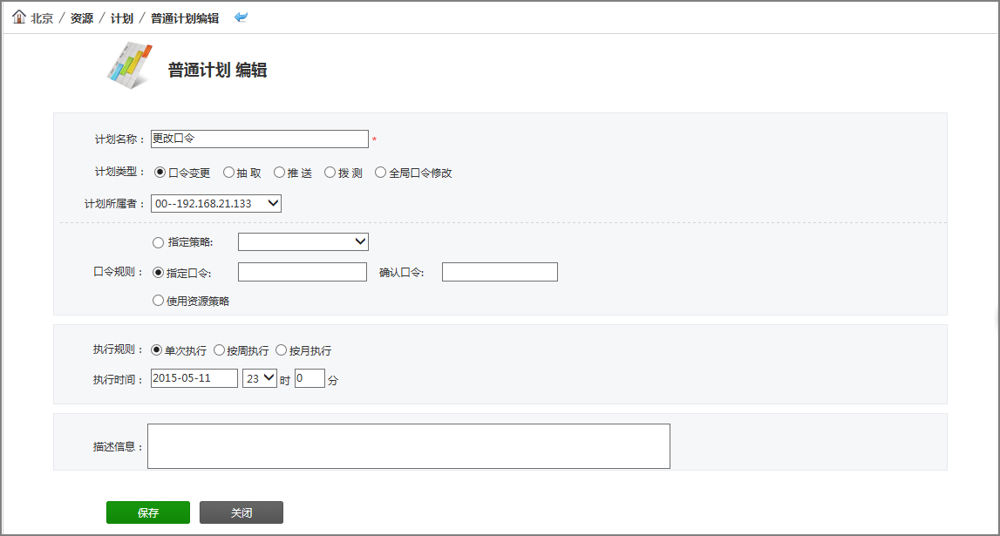 北京 / 资源 / 计划 / 普通计划编辑
普通计划 编辑
计划名称： 更改口令 *
计划类型： 口令变更 抽 取 推 送 拨 测 全局口令修改
计划所属者： 00--192.168.21.133
指定策略:
口令规则： 指定口令: 确认口令:
使用资源策略
执行规则： 单次执行 按周执行 按月执行
执行时间： 2015-05-11 23 时 0 分
描述信息：
保存 关闭